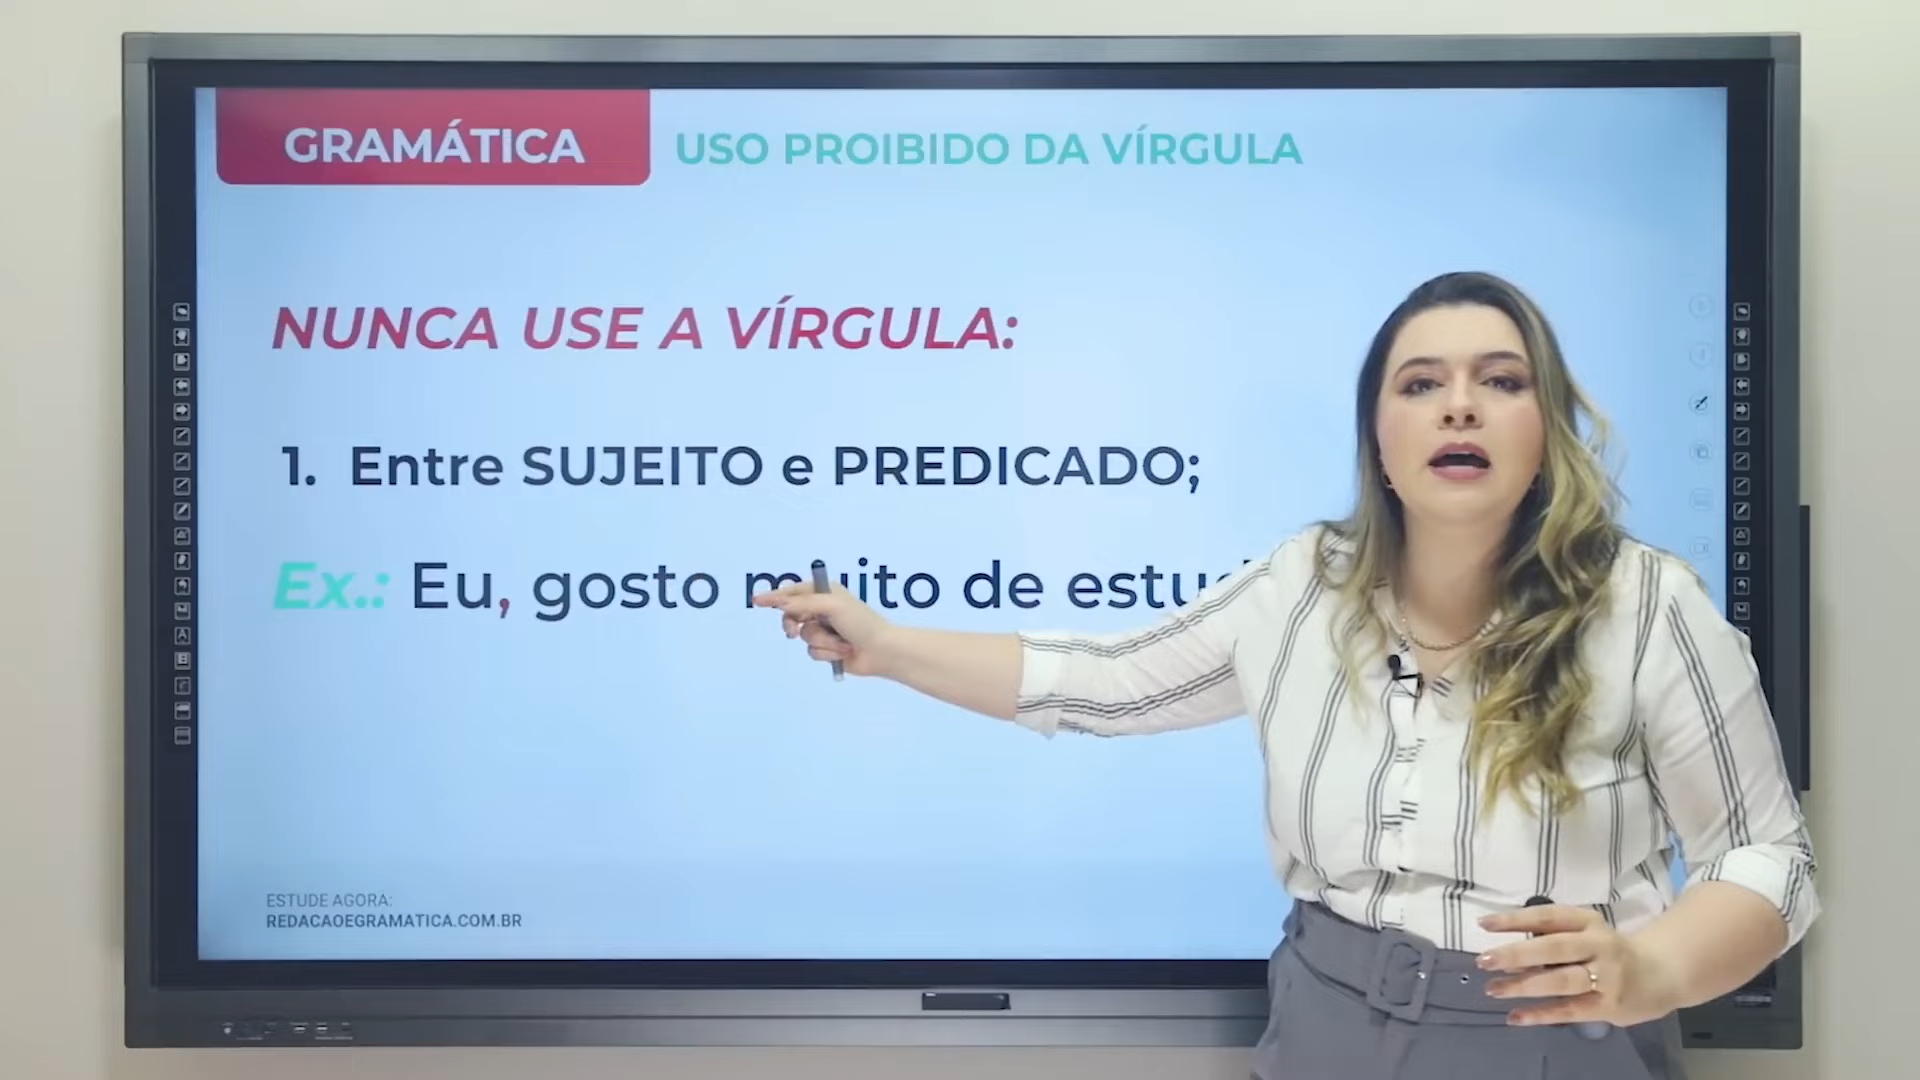 GRAMÁTICA USO PROIBIDO DA VÍRGULA
NUNCA USE A VÍRGULA:
1. Entre SUJEITO e PREDICADO;
Ex.: Eu, gosto muito de
ESTUDE AGORA:
REDACAOEGRAMATICA.COM.BR